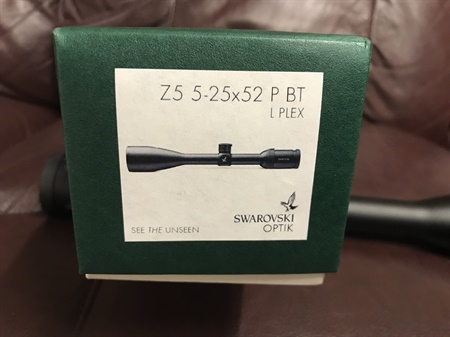 Z5 5-25x52 P BT
L PLEX
SEE THE UNSEEN
SWAROVSKI
OPTIK